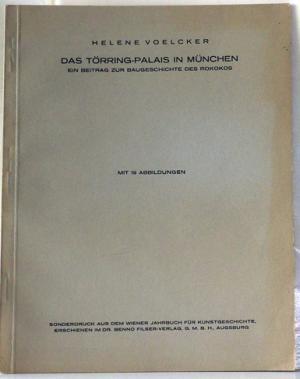 HELENE VOELCKER
DAS TÖRRING-PALAIS IN MÜNCHEN
EIN BEITRAG ZUR BAUGESCHICHTE DES ROKOKOS
MIT 16 ABBILDUNGEN
SONDERDRUCK AUS DEM WIENER JAHRBUCH FÜR KUNSTGESCHICHTE,
ERSCHIENEN IM DR. BENNO FILSER-VERLAG, G. M. B. H., AUGSBURG